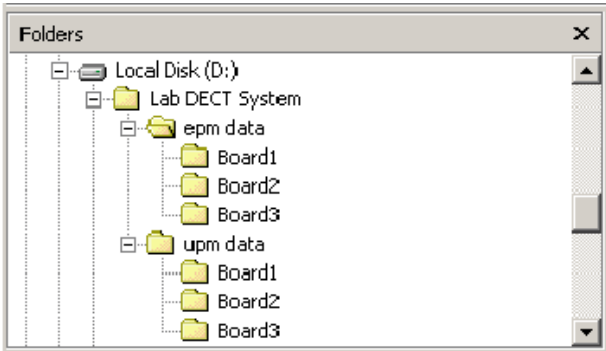 Folders
Local Disk (D:)
Lab DECT System
epm data
Board1
Board2
Board3
upm data
Board1
Board2
Board3